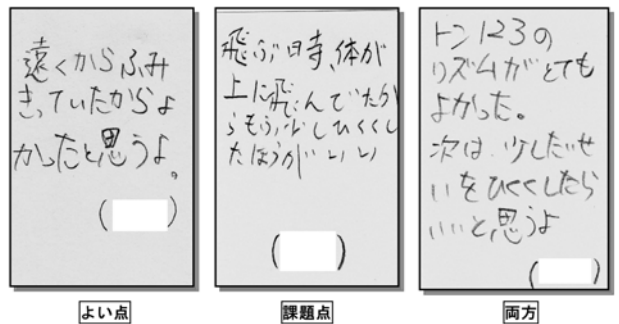 遠くからふみ
きっていたからよ
かったと思うよ。
(　　)
よい点
飛ぶ時、体が
上に飛んでたか
らもう少しひくくし
たほうがいい
(　　)
課題点
トン123の
リズムがとても
よかった。
次は、少したいせ
いをひくくしたら
いいと思うよ
(　　)
両方